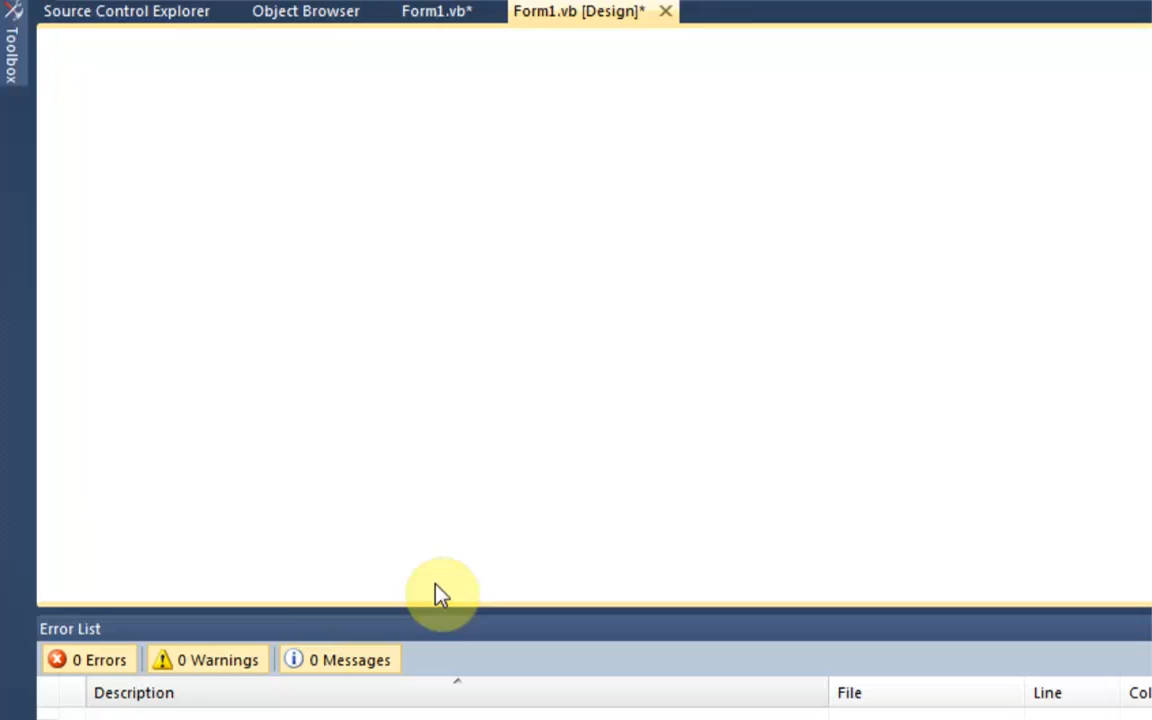 Source Control Explorer Object Browser Form1.vb* Form1.vb [Design]*
Toolbox
Error List
0 Errors 0 Warnings 0 Messages
Description File Line Col